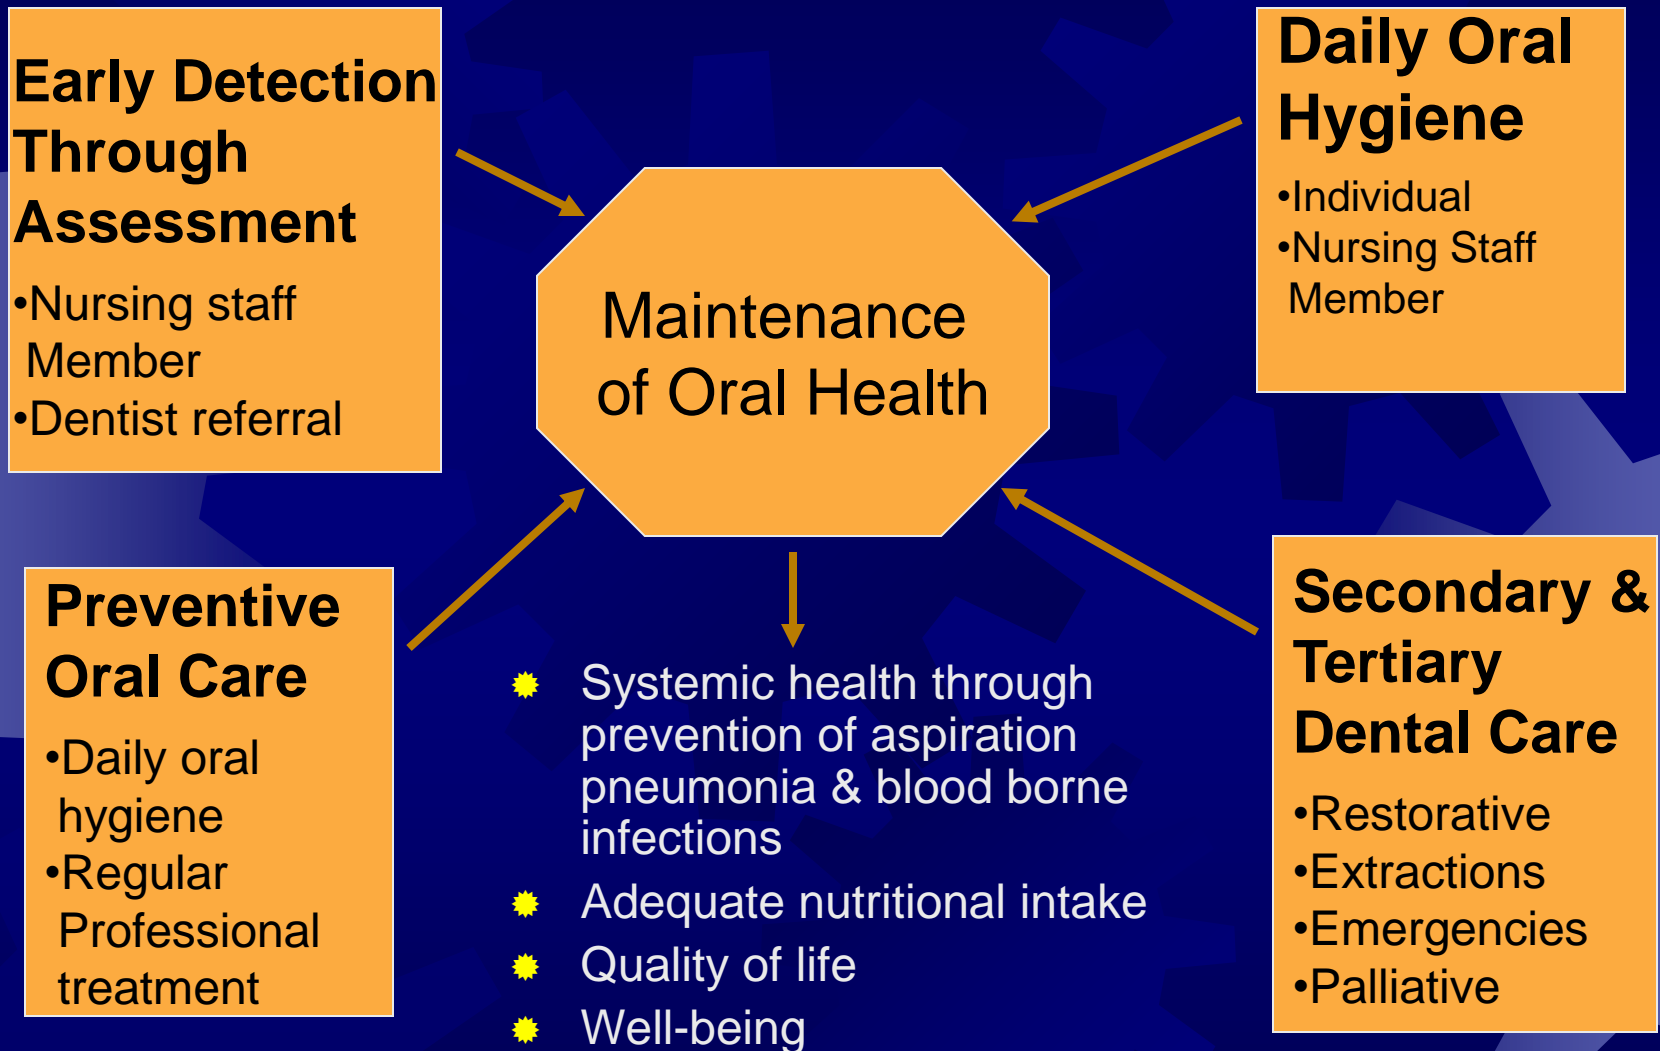 Early Detection
Through
Assessment
•Nursing staff
Member
•Dentist referral
Daily Oral
Hygiene
•Individual
•Nursing Staff
Member
Maintenance
of Oral Health
Preventive
Oral Care
•Daily oral
hygiene
•Regular
Professional
treatment
Systemic health through
prevention of aspiration
pneumonia & blood borne
infections
Adequate nutritional intake
Quality of life
Well-being
Secondary &
Tertiary
Dental Care
•Restorative
•Extractions
•Emergencies
•Palliative